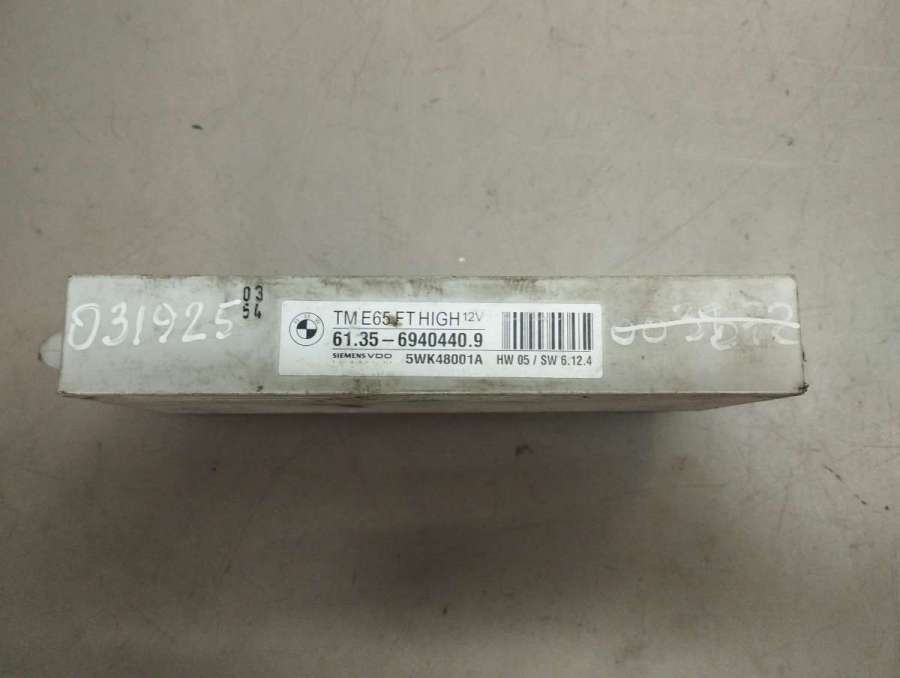 031925
03
54
TM E65 FT HIGH 12V
61.35 – 6940440.9
SIEMENS VDO 5WK48001A HW 05 / SW 6.12.4